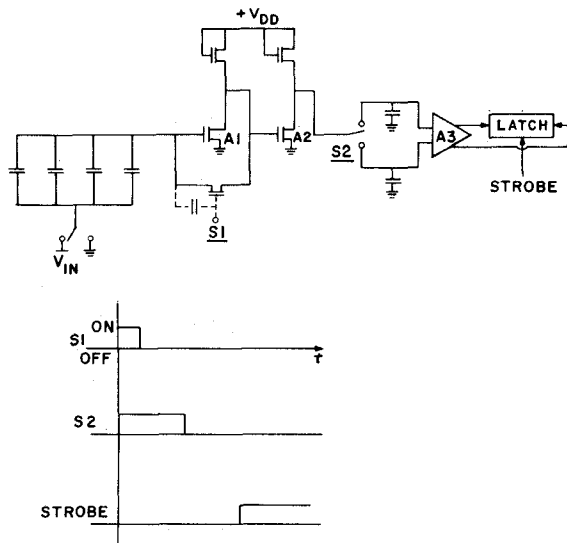 +VDD
A1
A2
A3
LATCH
S2
STROBE
S1
VIN
ON
S1
OFF
τ
S2
STROBE